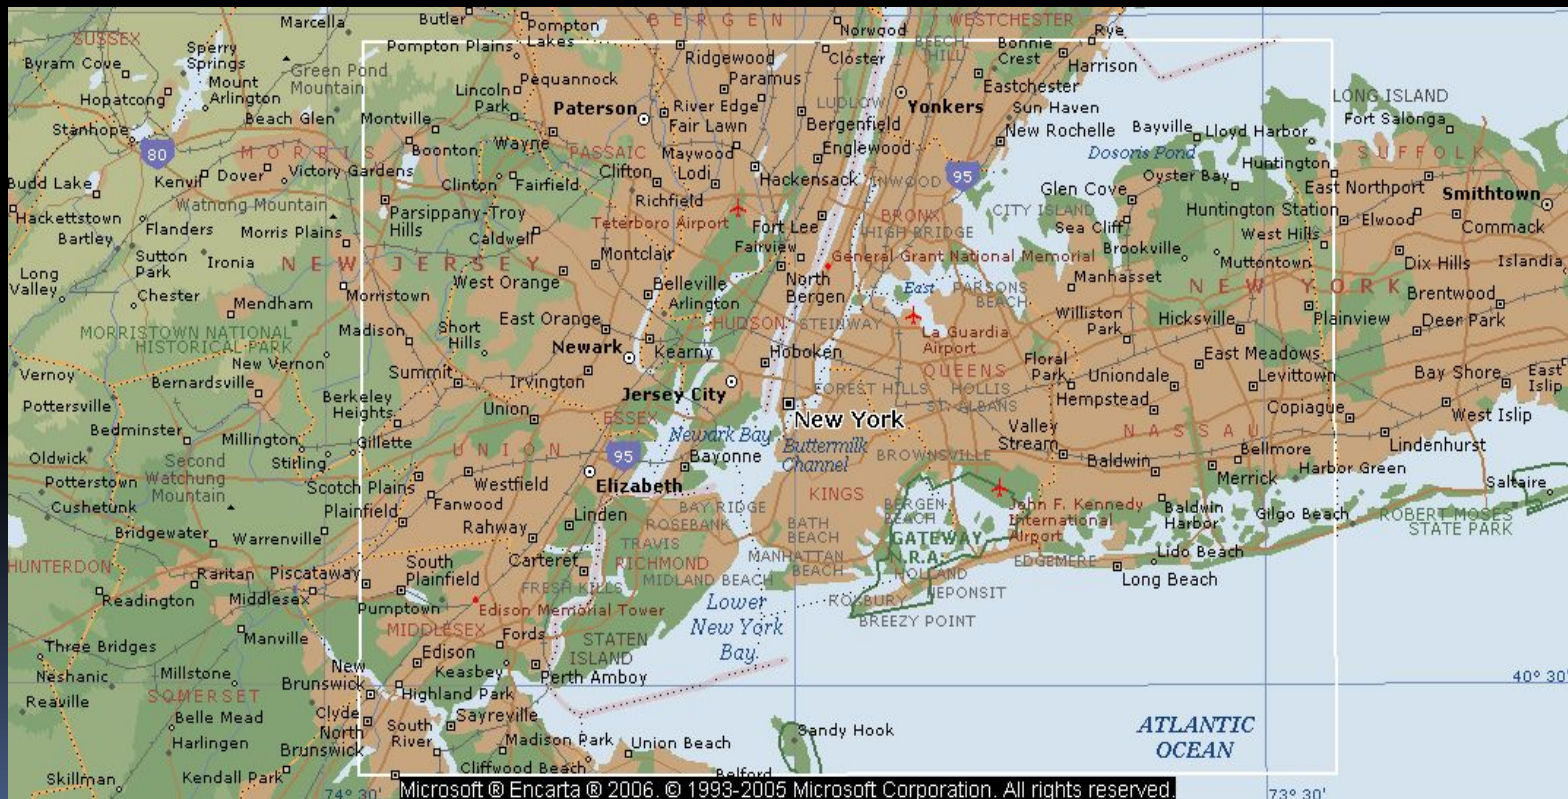 Marcella
Butler
Pompton
Lakes
BERGEN
Norwood
WESTCHESTER
Rye
SUSSEX
Sperry
Springs
Pompton Plains
Ridgewood
Closter
BEECH
HILL
Bonnie
Crest
Harrison
Byram Cove
Green Pond
Mountain
Mount
Arlington
Pequannock
Paramus
Eastchester
Hopatcong
Lincoln
Park
Paterson
River Edge
LUDLOW
Yonkers
Sun Haven
LONG ISLAND
Beach Glen
Montville
Fair Lawn
Bergenfield
New Rochelle
Bayville
Lloyd Harbor
Fort Salonga
Stanhope
80
MORRIS
Boonton
Wayne
PASSAIC
Maywood
Englewood
Dosoris Pond
Huntington
SUFFOLK
Budd Lake
Kenvil
Dover
Victory Gardens
Clinton
Fairfield
Clifton
Lodi
Hackensack
INWOOD
95
Glen Cove
Oyster Bay
East Northport
Smithtown
Hackettstown
Watnong Mountain
Richfield
Bartley
Flanders
Morris Plains
Parsippany-Troy
Hills
Teterboro Airport
Fort Lee
BRONX
HIGH BRIDGE
CITY ISLAND
Sea Cliff
Huntington Station
Elwood
Commack
Caldwell
Fairview
West Hills
Sutton
Park
Ironia
Montclair
General Grant National Memorial
Brookville
Muttontown
Dix Hills
Islandia
Long
Valley
Chester
NEW JERSEY
West Orange
Belleville
Arlington
North
Bergen
East
PARSONS
BEACH
Manhasset
NEW YORK
Mendham
Morristown
Brentwood
MORRISTOWN NATIONAL
HISTORICAL PARK
Madison
Short
Hills
East Orange
HUDSON
STEINWAY
La Guardia
Airport
Williston
Park
Hicksville
Plainview
Deer Park
New Vernon
Newark
Kearny
Hoboken
QUEENS
Floral
Park
East Meadows
Vernoy
Bernardsville
Summit
Irvington
Jersey City
FOREST HILLS
HOLLIS
ST. ALBANS
Uniondale
Levittown
Bay Shore
East
Islip
Pottersville
Berkeley
Heights
Union
ESSEX
New York
Hempstead
Copiague
West Islip
Bedminster
Millington
Gillette
UNION
Newark Bay
Buttermilk
Channel
Valley
Stream
NASSAU
Lindenhurst
Oldwick
Second
Watchung
Mountain
Stirling
95
Bayonne
BROWNSVILLE
Baldwin
Bellmore
Potterstown
Scotch Plains
Westfield
Elizabeth
KINGS
Merrick
Harbor Green
Saltaire
Cushetunk
Fanwood
Plainfield
Linden
BAY RIDGE
BERGEN
BEACH
John F. Kennedy
International
Airport
Baldwin
Harbor
Gilgo Beach
ROBERT MOSES
STATE PARK
Bridgewater
Warrenville
Rahway
ROSEBANK
BATH
BEACH
GATEWAY
N.R.A.
TRAVIS
Lido Beach
HUNTERDON
Raritan
Piscataway
South
Plainfield
Carteret
RICHMOND
MANHATTAN
BEACH
EDGEMERE
Long Beach
FRESH KILLS
MIDLAND BEACH
HOLLAND
Readington
Middlesex
Pumptown
Edison Memorial Tower
Lower
New York
Bay
ROXBURY
NEPONSIT
BREEZY POINT
MIDDLESEX
Manville
Fords
STATEN
ISLAND
Three Bridges
Edison
Neshanic
Millstone
New
Brunswick
Keasbey
Perth Amboy
40° 30'
Reaville
SOMERSET
Highland Park
Belle Mead
Clyde
Sayreville
ATLANTIC
OCEAN
Harlingen
North
Brunswick
South
River
Madison Park
Union Beach
Sandy Hook
Skillman
Kendall Park
Cliffwood Beach
Belford
74° 30'
Microsoft ® Encarta ® 2006. © 1993-2005 Microsoft Corporation. All rights reserved.
73° 30'